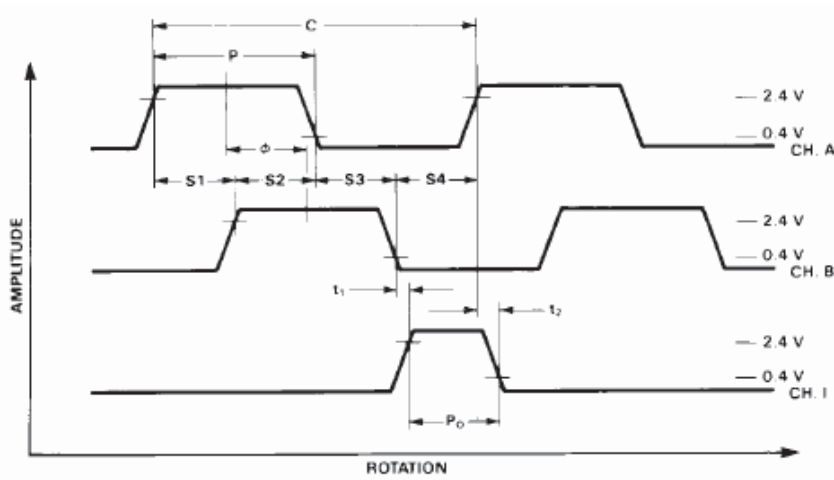 C
P
2.4 V
0.4 V
CH. A
ϕ
S1 S2 S3 S4
2.4 V
0.4 V
CH. B
t₁ t₂
2.4 V
0.4 V
CH. I
P₀
AMPLITUDE
ROTATION